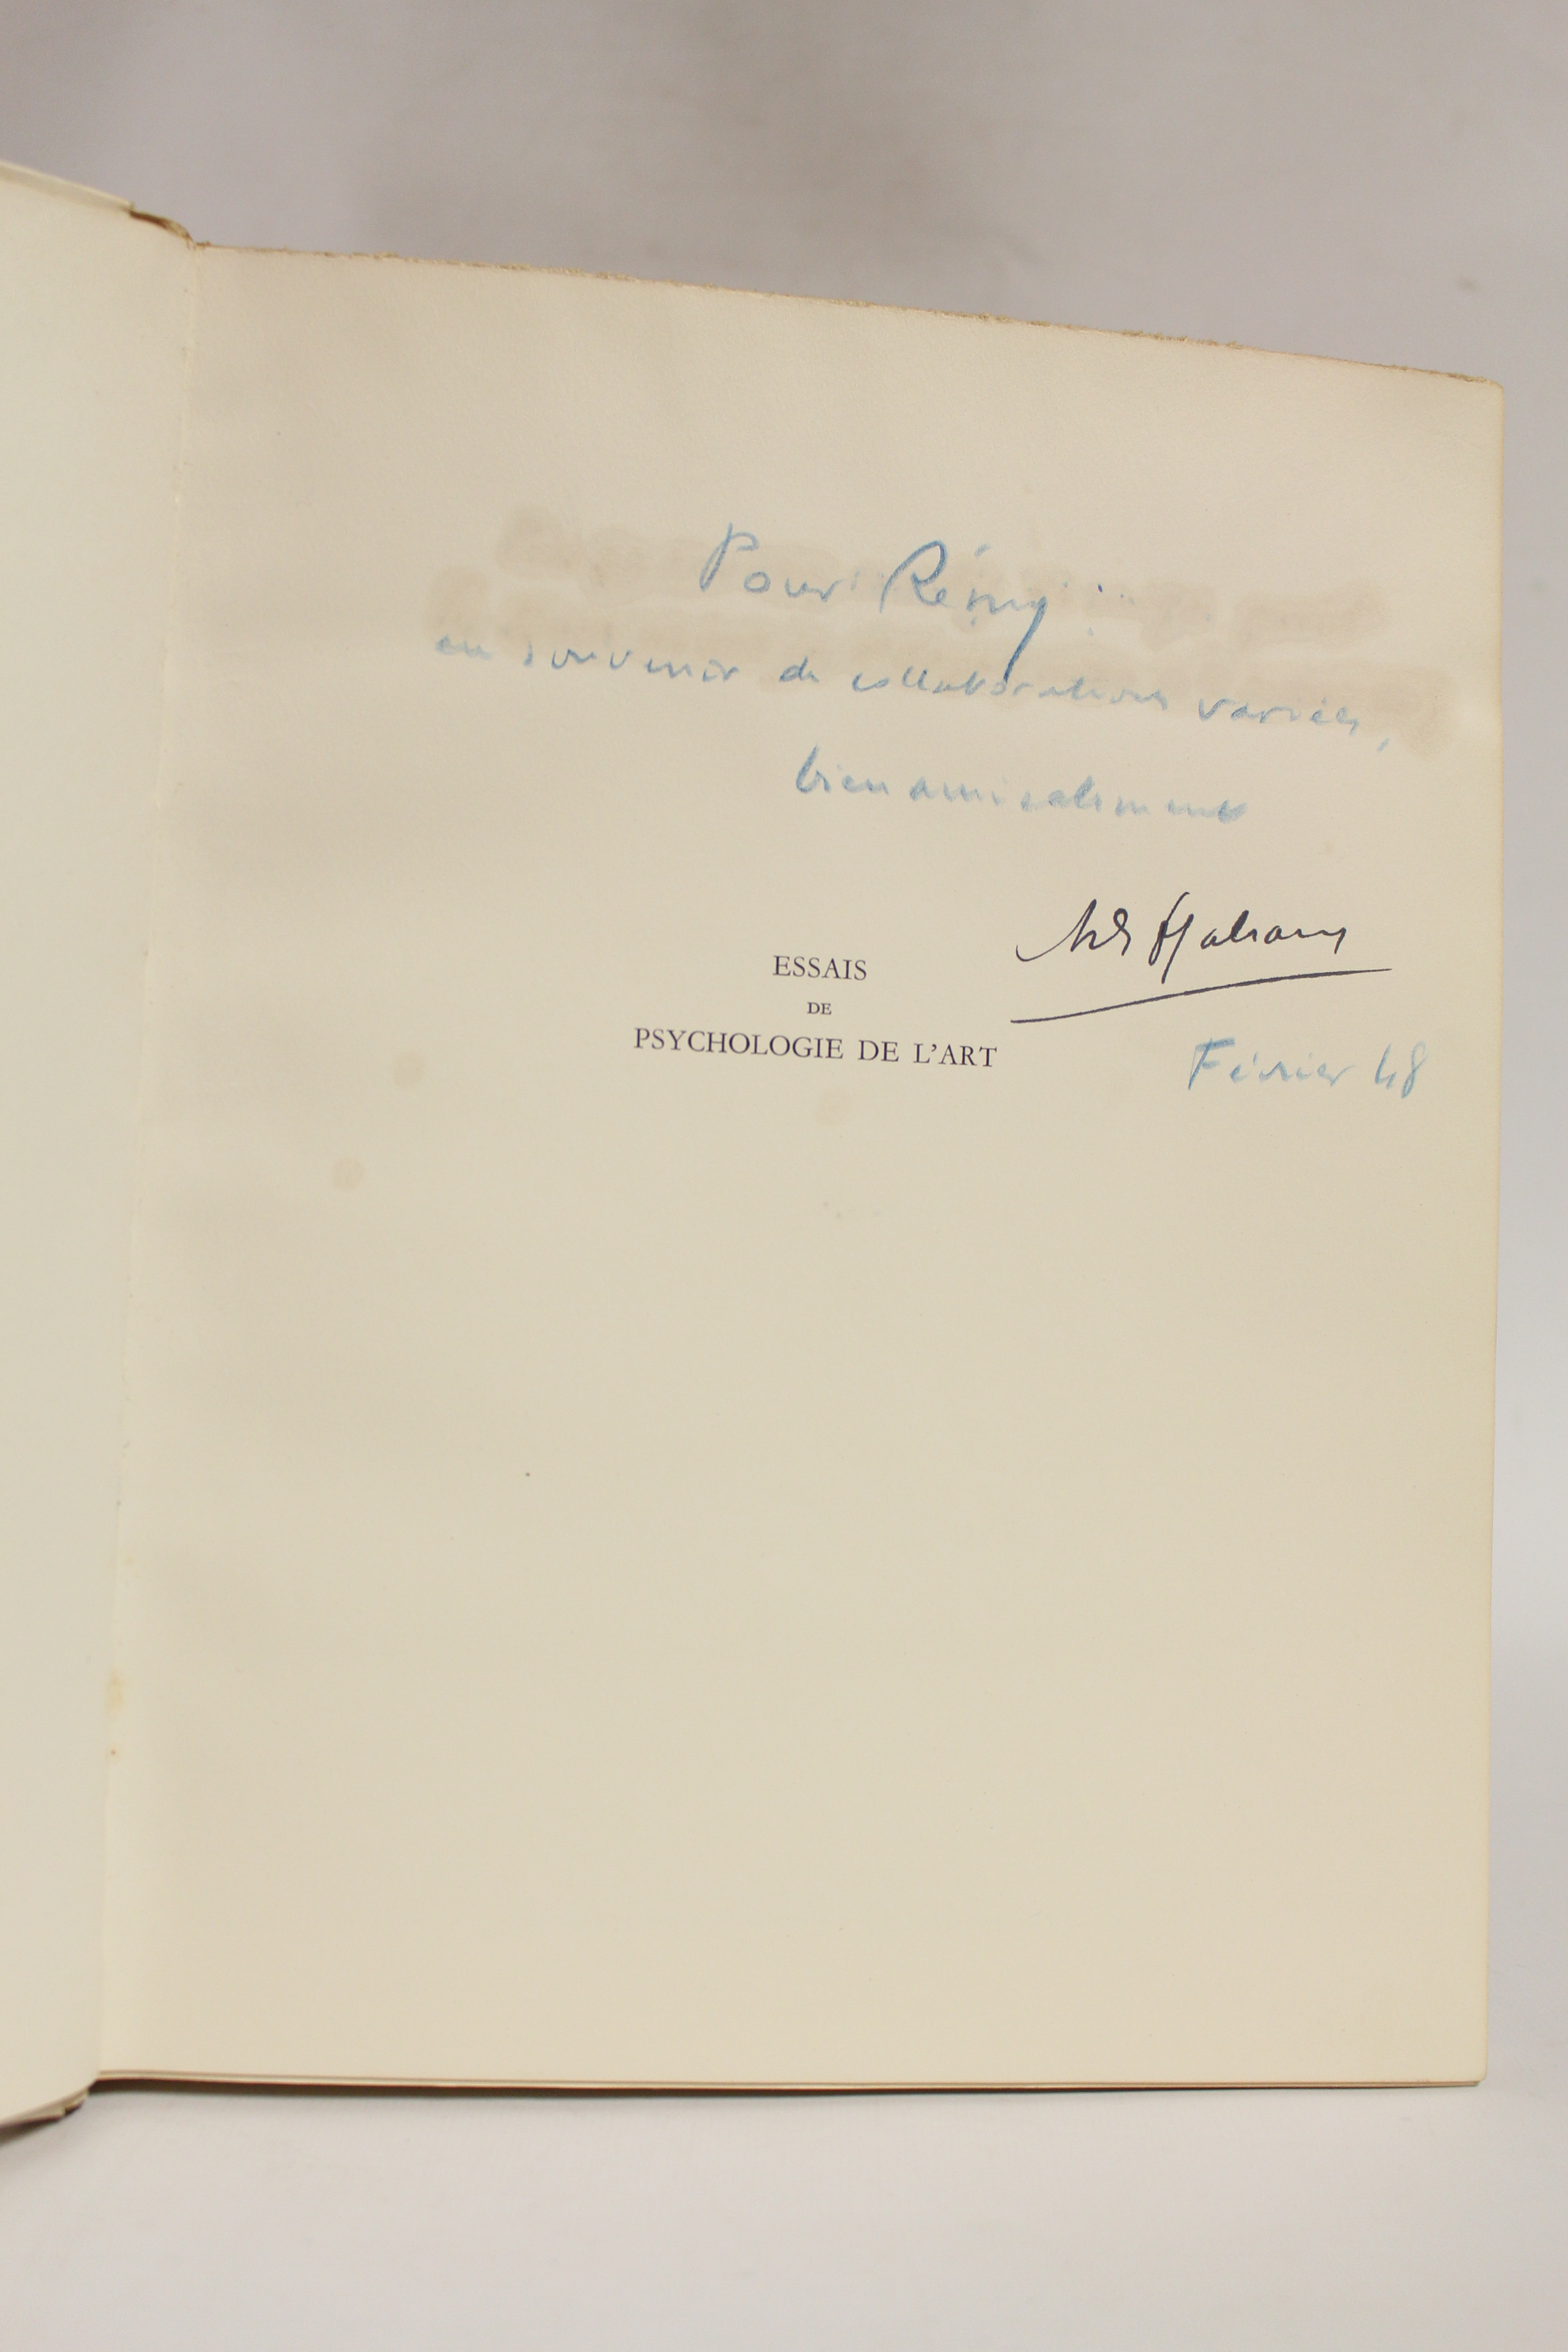 Pour Rémy
en souvenir de collaborations variées,
bien amicalement
André Malraux
ESSAIS
DE
PSYCHOLOGIE DE L'ART
Février 48